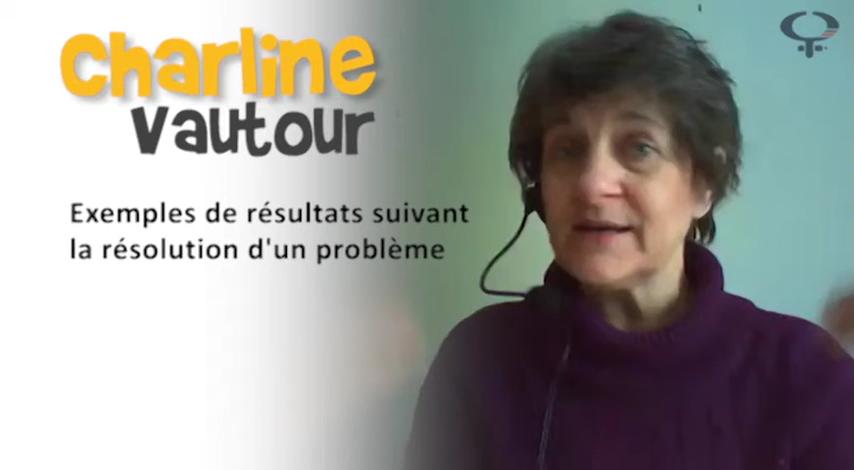 Charline
Vautour
Exemples de résultats suivant
la résolution d'un problème